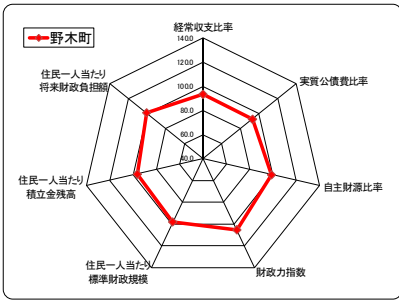 野木町
経常収支比率
140.0
120.0
100.0
80.0
60.0
40.0
実質公債費比率
自主財源比率
財政力指数
住民一人当たり
標準財政規模
住民一人当たり
積立金残高
住民一人当たり
将来財政負担額